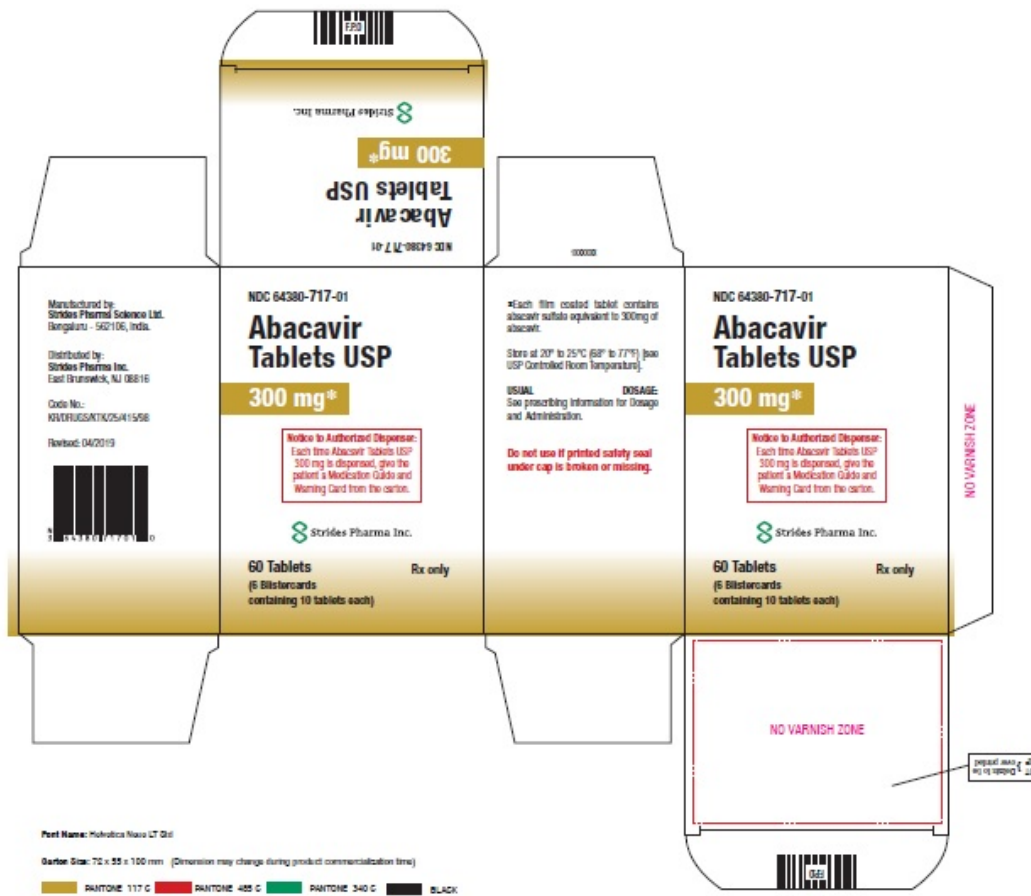 F.P.O
Strides Pharma Inc.
300 mg*
Abacavir
Tablets USP
NDC 64380-717-01
XXXXXX
Manufactured by:
Strides Pharma Science Ltd.
Bengaluru - 562106, India.
Distributed by:
Strides Pharma Inc.
East Brunswick, NJ 08816
Code No.:
KR/DRUGS/KTK/25/415/98
Revised: 04/2019
NDC 64380-717-01
Abacavir
Tablets USP
300 mg*
Notice to Authorized Dispenser:
Each time Abacavir Tablets USP
300 mg is dispensed, give the
patient a Medication Guide and
Warning Card from the carton.
Strides Pharma Inc.
60 Tablets
Rx only
(6 Blistercards
containing 10 tablets each)
*Each film coated tablet contains
abacavir sulfate equivalent to 300mg of
abacavir.
Store at 20° to 25°C (68° to 77°F) [see
USP Controlled Room Temperature].
USUAL DOSAGE:
See prescribing information for Dosage
and Administration.
Do not use if printed safety seal
under cap is broken or missing.
NDC 64380-717-01
Abacavir
Tablets USP
300 mg*
Notice to Authorized Dispenser:
Each time Abacavir Tablets USP
300 mg is dispensed, give the
patient a Medication Guide and
Warning Card from the carton.
Strides Pharma Inc.
60 Tablets
Rx only
(6 Blistercards
containing 10 tablets each)
NO VARNISH ZONE
NO VARNISH ZONE
Details to be
over printed
F.P.O
Font Name: Helvetica Neue LT Std
Carton Size: 72 x 55 x 100 mm (Dimension may change during product commercialization time)
PANTONE 117 C
PANTONE 485 C
PANTONE 340 C
BLACK